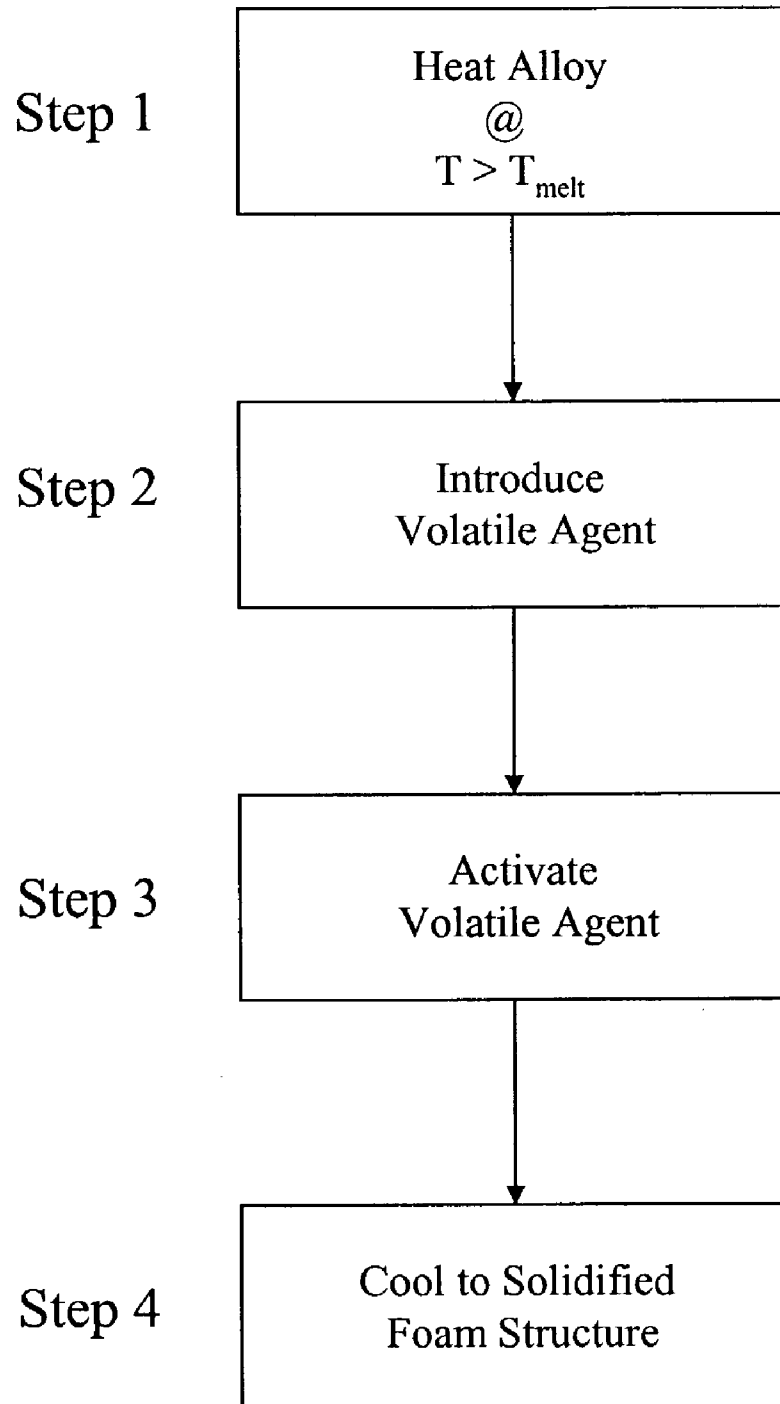 Step 1
Heat Alloy
@
T > Tmelt
Step 2
Introduce
Volatile Agent
Step 3
Activate
Volatile Agent
Step 4
Cool to Solidified
Foam Structure